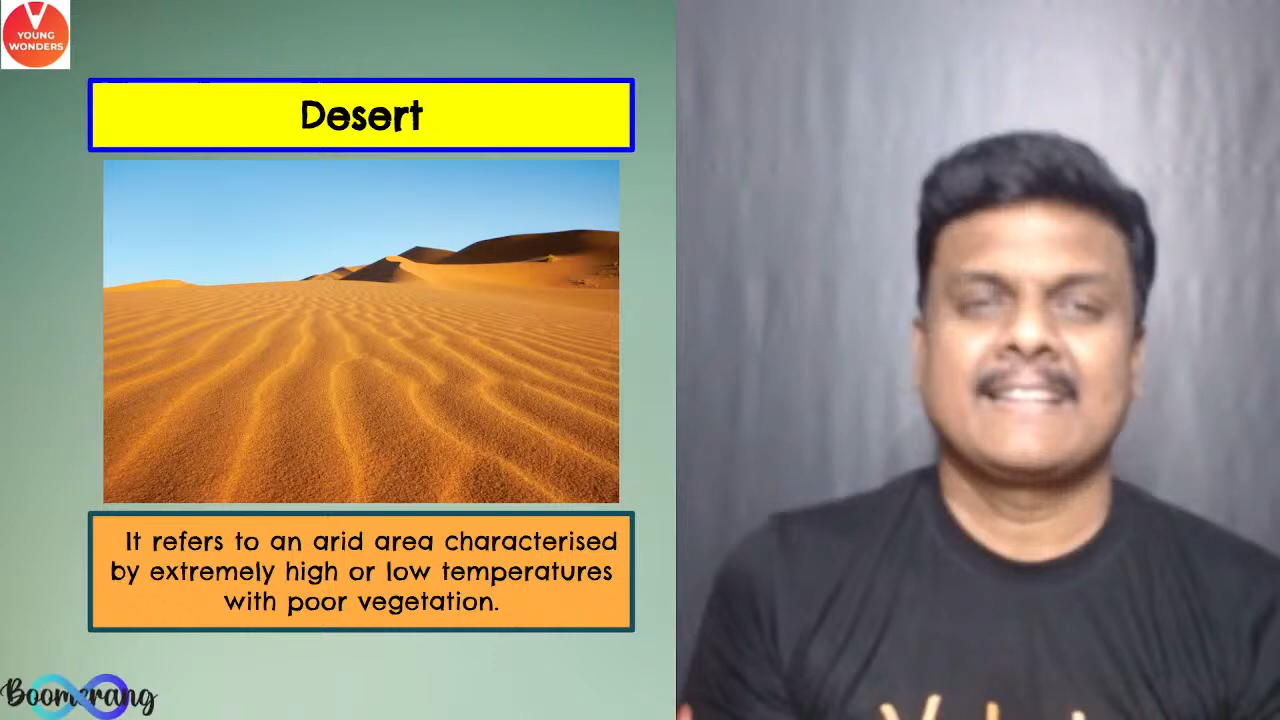 YOUNG
WONDERS
Desert
It refers to an arid area characterised
by extremely high or low temperatures
with poor vegetation.
Boomerang